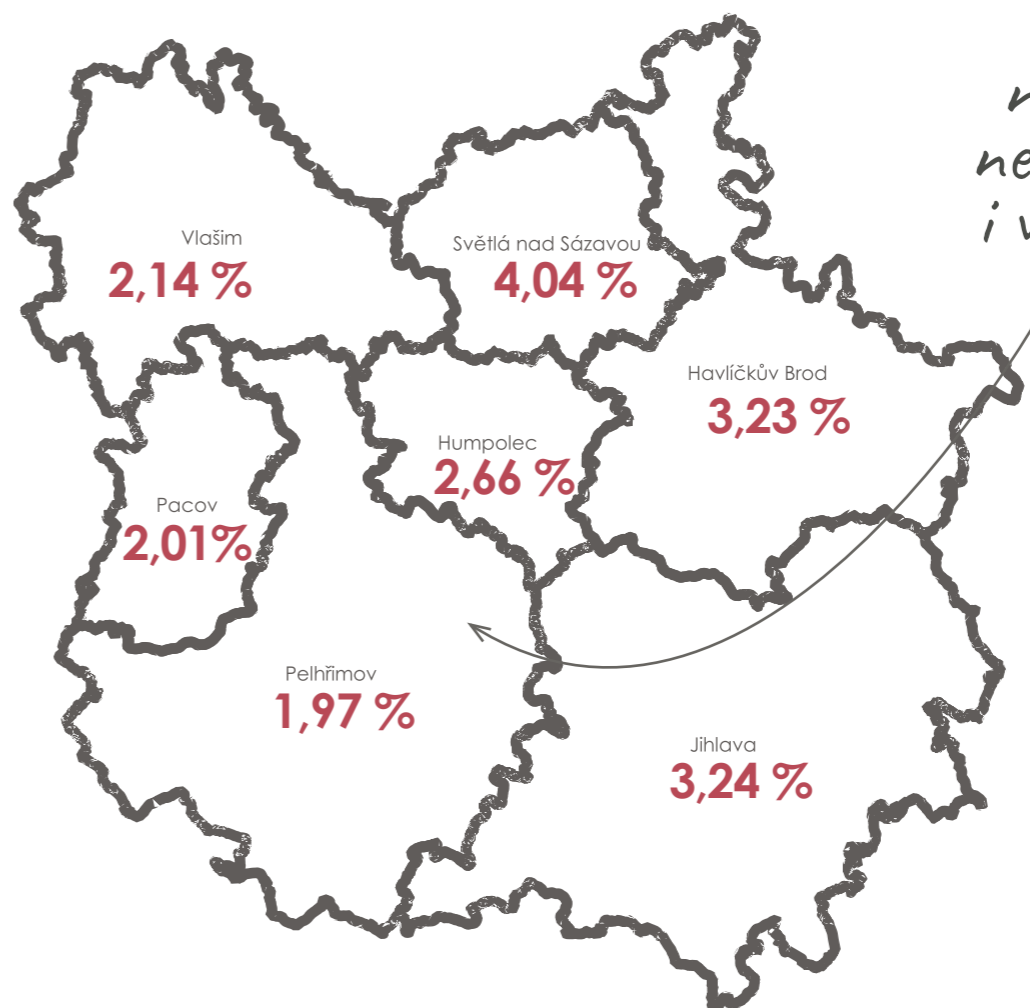 Vlašim
2,14 %
Světlá nad Sázavou
4,04 %
Havlíčkův Brod
3,23 %
Humpolec
2,66 %
Pacov
2,01%
Pelhřimov
1,97 %
Jihlava
3,24 %